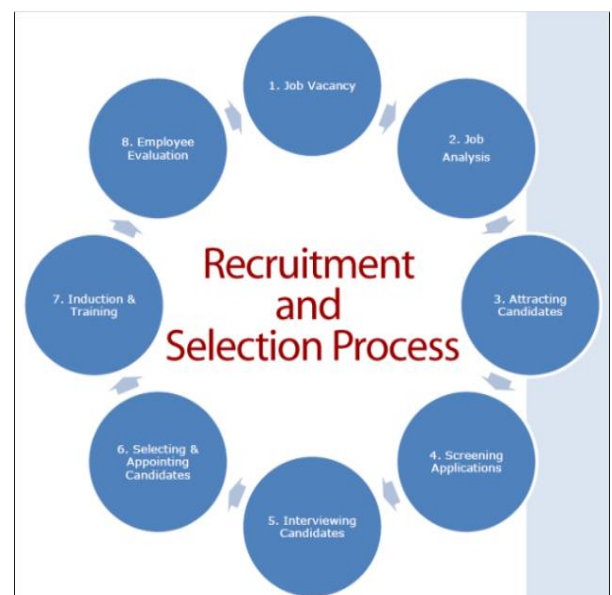 1. Job Vacancy
2. Job
Analysis
3. Attracting
Candidates
4. Screening
Applications
5. Interviewing
Candidates
6. Selecting &
Appointing
Candidates
7. Induction &
Training
8. Employee
Evaluation
Recruitment
and
Selection Process